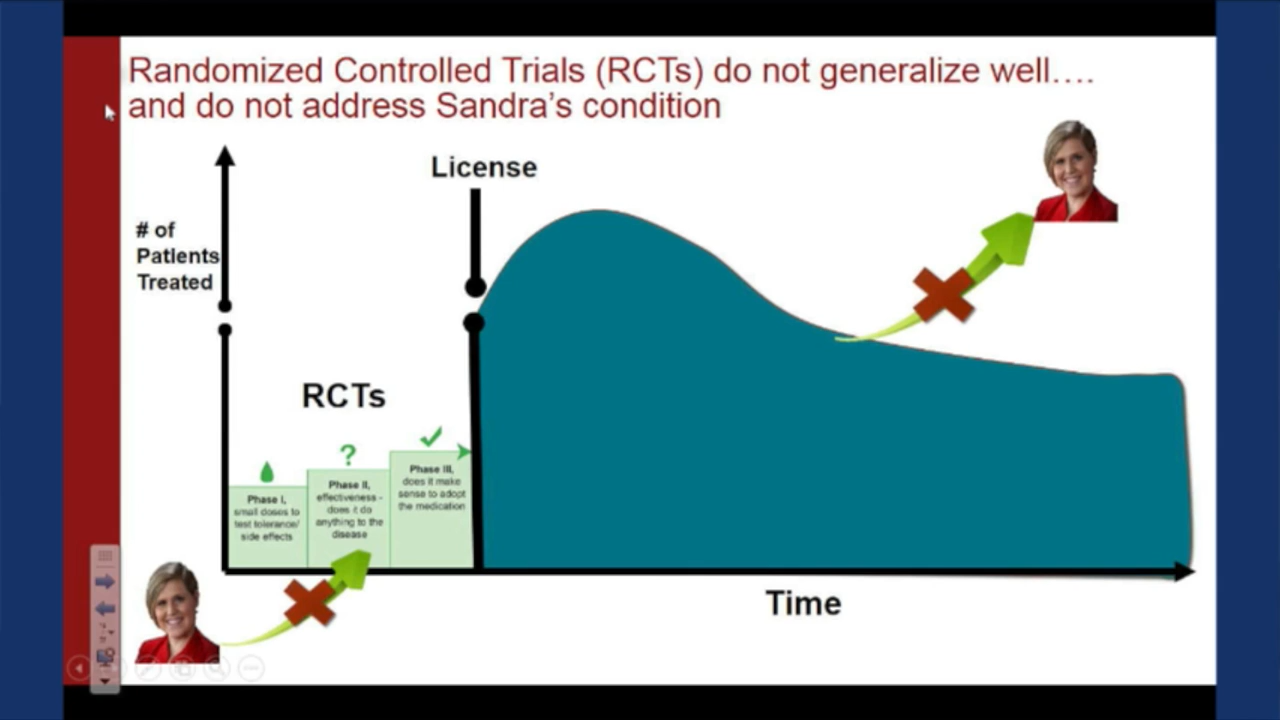 Randomized Controlled Trials (RCTs) do not generalize well….
and do not address Sandra's condition
License
# of
Patients
Treated
RCTs
?
Phase I,
small doses to
test tolerance/
side effects
Phase II,
effectiveness -
does it do
anything to the
disease
Phase III,
does it make
sense to adopt
the medication
Time